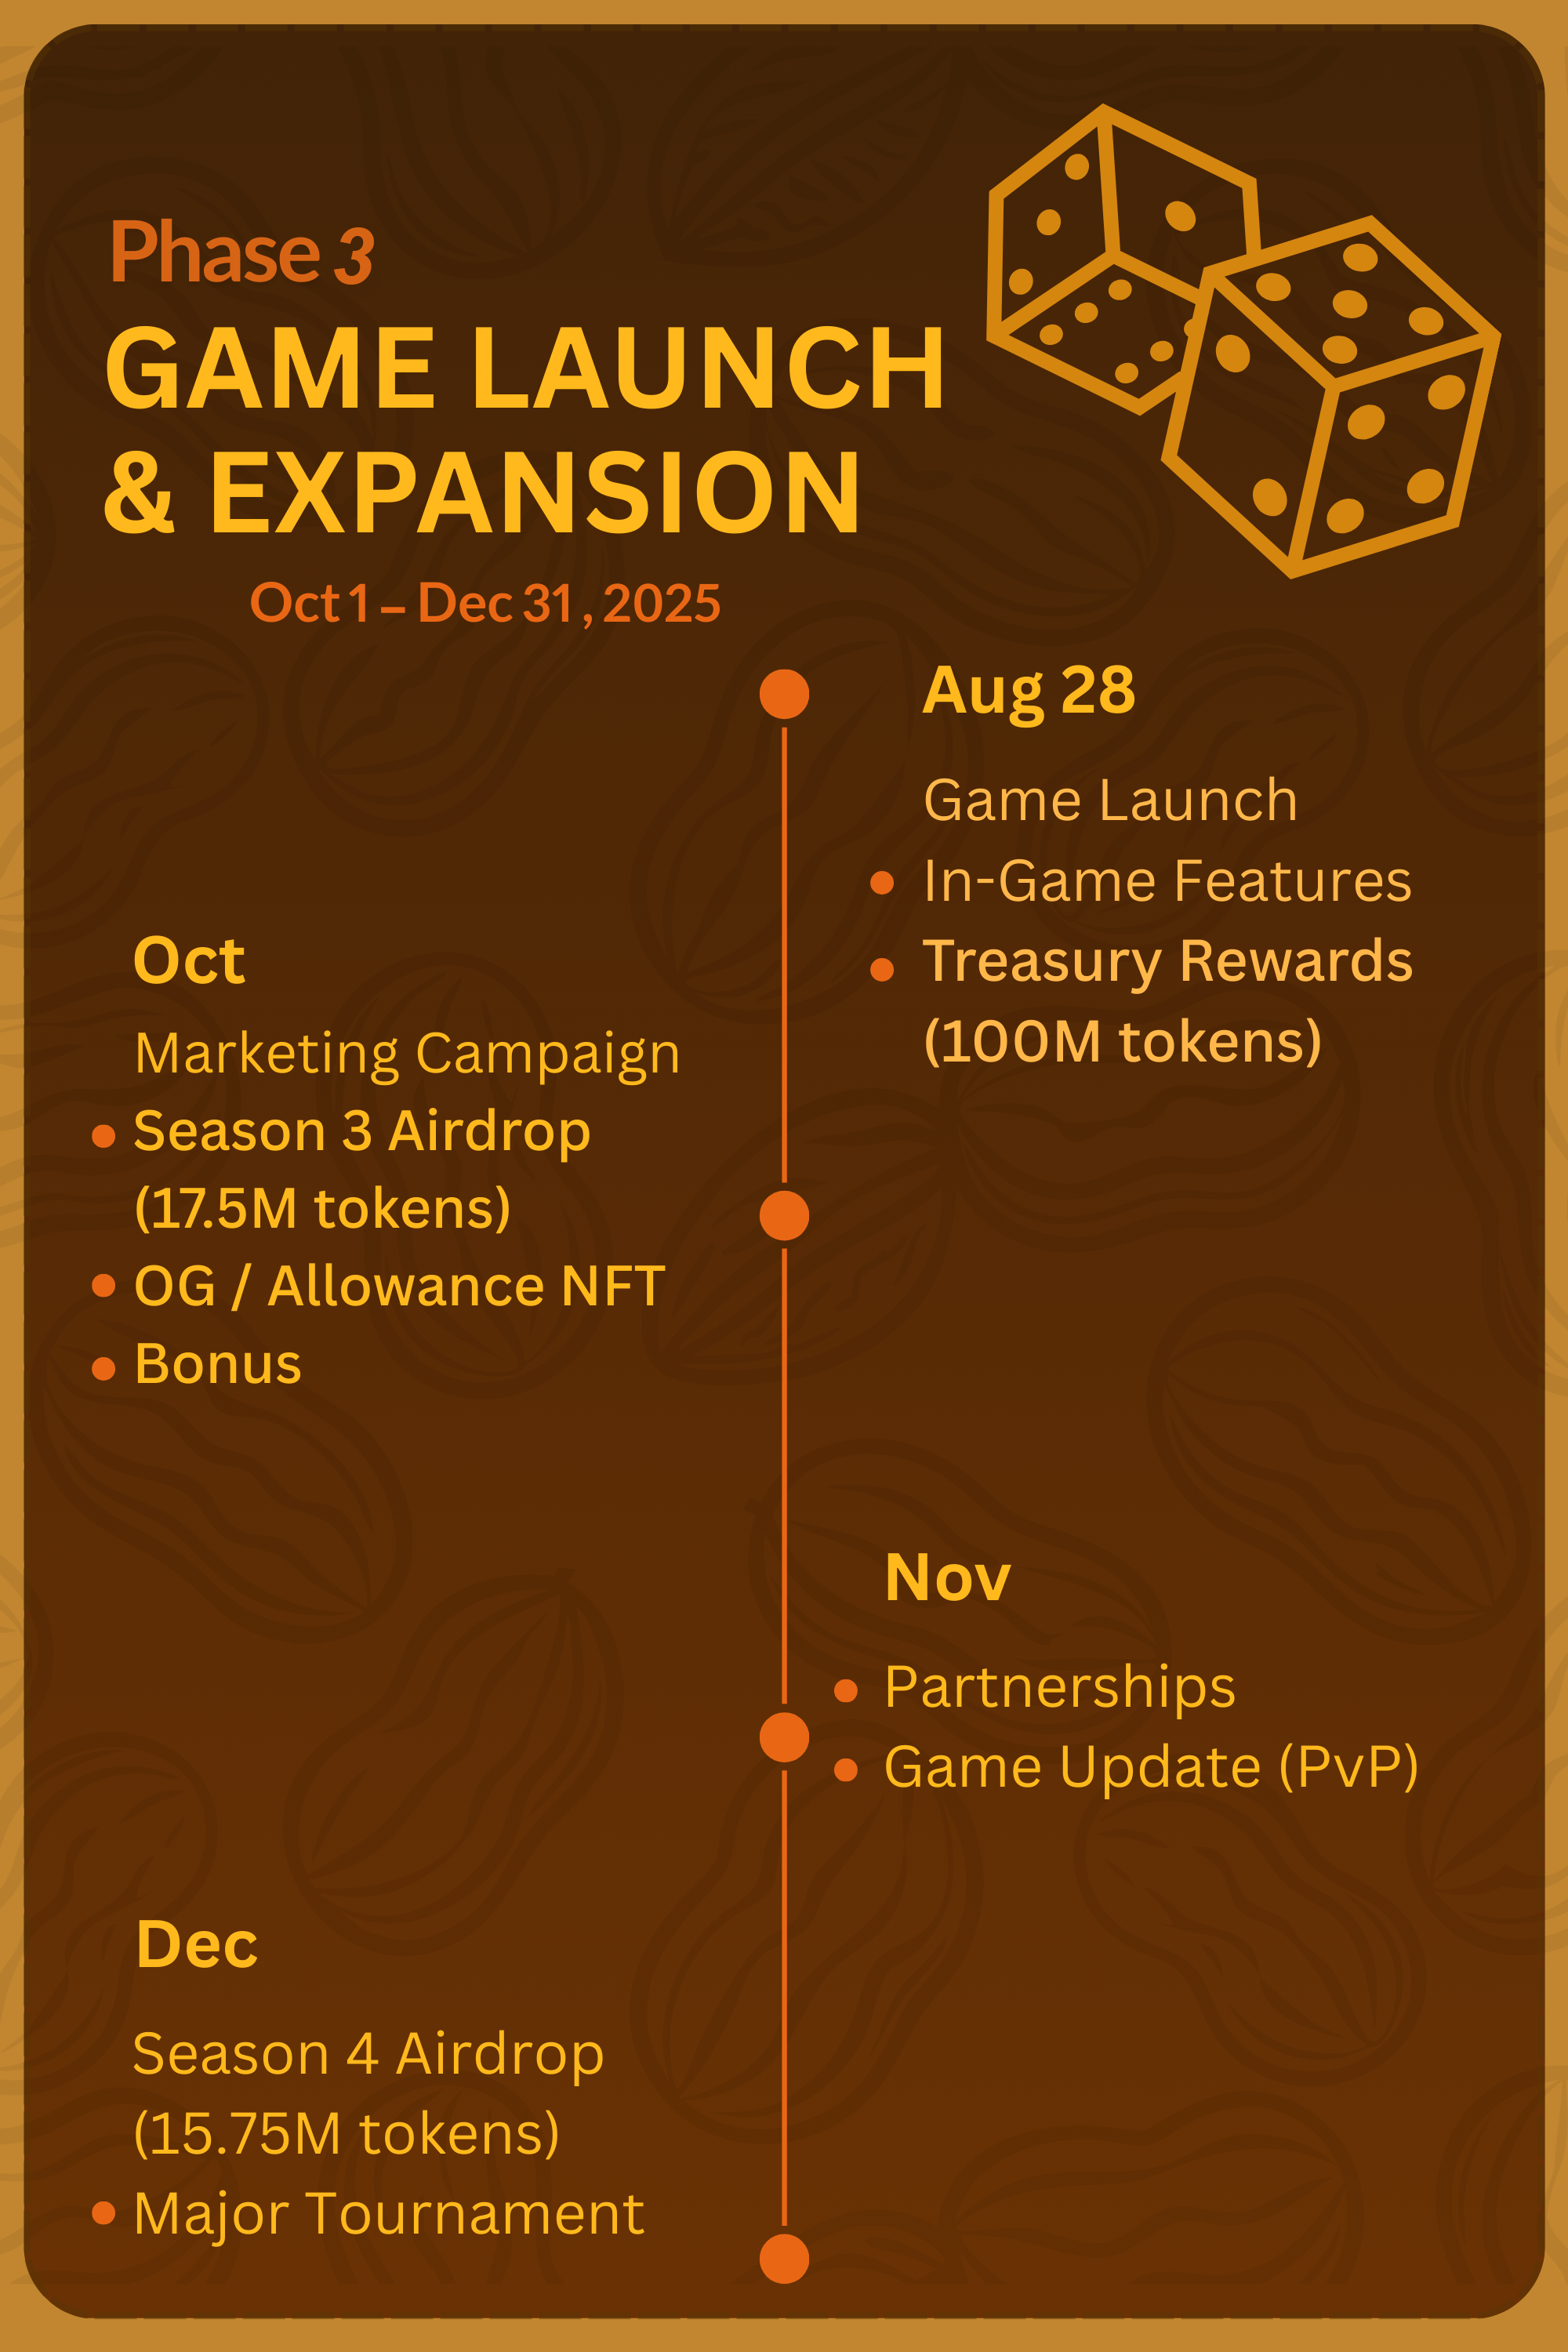 Phase 3
GAME LAUNCH
& EXPANSION
Oct 1 – Dec 31, 2025
Aug 28
Game Launch
In-Game Features
Treasury Rewards
(100M tokens)
Oct
Marketing Campaign
Season 3 Airdrop
(17.5M tokens)
OG / Allowance NFT
Bonus
Nov
Partnerships
Game Update (PvP)
Dec
Season 4 Airdrop
(15.75M tokens)
Major Tournament